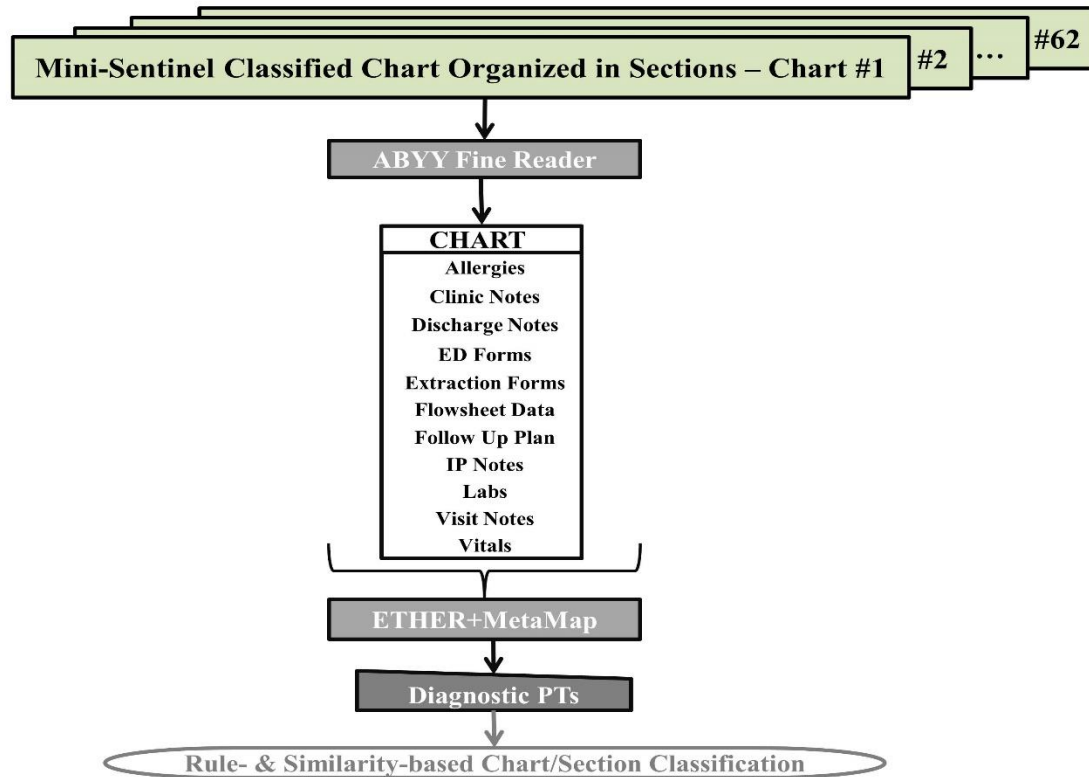 #62
…
#2
Mini-Sentinel Classified Chart Organized in Sections – Chart #1
ABYY Fine Reader
CHART
Allergies
Clinic Notes
Discharge Notes
ED Forms
Extraction Forms
Flowsheet Data
Follow Up Plan
IP Notes
Labs
Visit Notes
Vitals
ETHER+MetaMap
Diagnostic PTs
Rule- & Similarity-based Chart/Section Classification